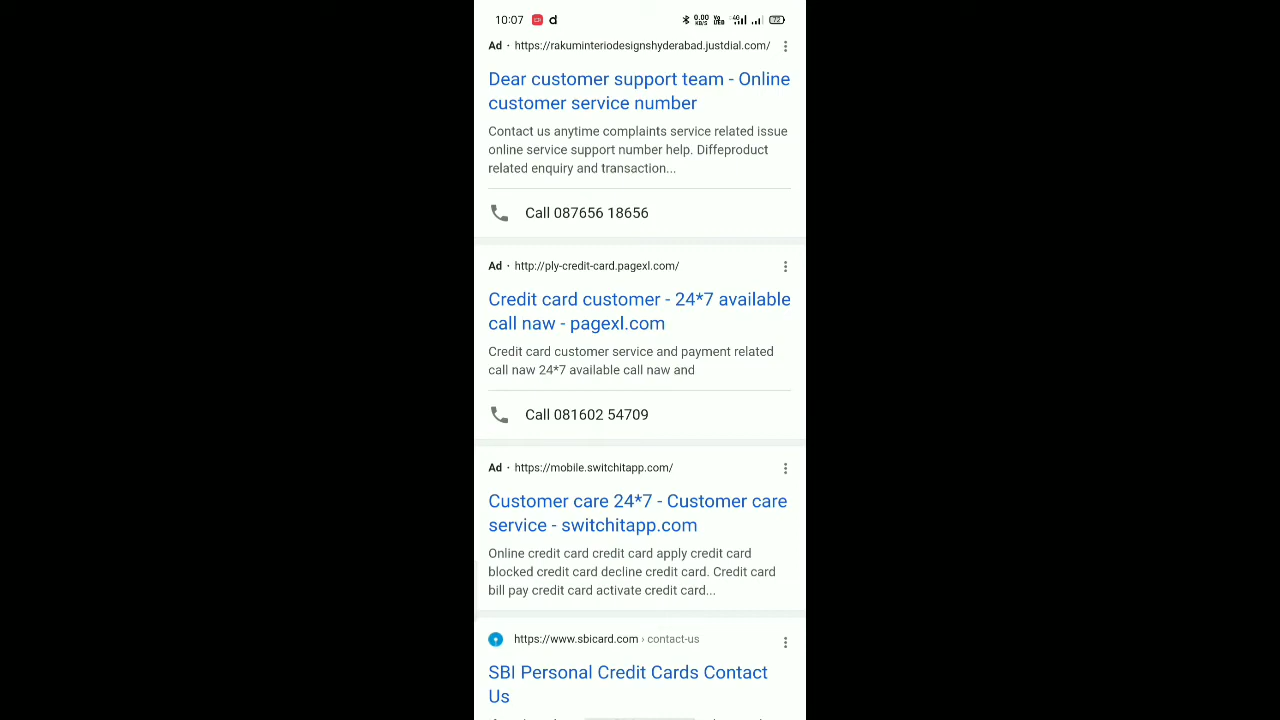 10:07 d 0.00 KB/S 4G 72
Ad · https://rakuminteriodesignshyderabad.justdial.com/
Dear customer support team - Online
customer service number
Contact us anytime complaints service related issue
online service support number help. Diffeproduct
related enquiry and transaction...
Call 087656 18656
Ad · http://ply-credit-card.pagexl.com/
Credit card customer - 24*7 available
call naw - pagexl.com
Credit card customer service and payment related
call naw 24*7 available call naw and
Call 081602 54709
Ad · https://mobile.switchitapp.com/
Customer care 24*7 - Customer care
service - switchitapp.com
Online credit card credit card apply credit card
blocked credit card decline credit card. Credit card
bill pay credit card activate credit card...
https://www.sbicard.com › contact-us
SBI Personal Credit Cards Contact
Us